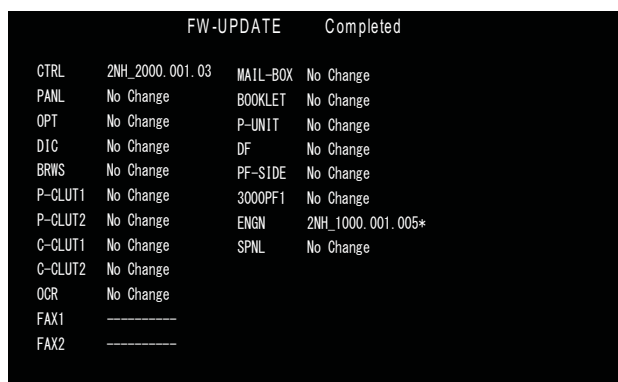 FW-UPDATE Completed
CTRL 2NH_2000.001.03 MAIL-BOX No Change
PANL No Change BOOKLET No Change
OPT No Change P-UNIT No Change
DIC No Change DF No Change
BRWS No Change PF-SIDE No Change
P-CLUT1 No Change 3000PF1 No Change
P-CLUT2 No Change ENGN 2NH_1000.001.005*
C-CLUT1 No Change SPNL No Change
C-CLUT2 No Change
OCR No Change
FAX1 ----------
FAX2 ----------